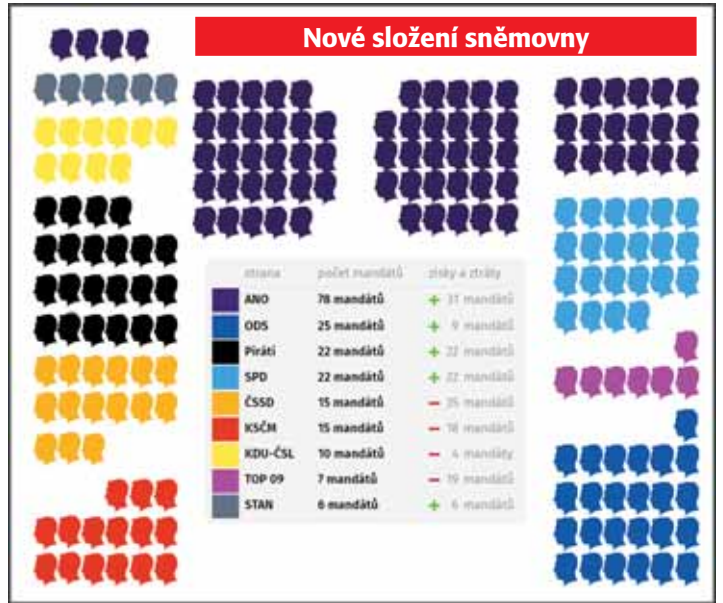 Nové složení sněmovny
strana počet mandátů zisky a ztráty
ANO 78 mandátů + 31 mandátů
ODS 25 mandátů + 9 mandátů
Piráti 22 mandátů + 22 mandátů
SPD 22 mandátů + 22 mandátů
ČSSD 15 mandátů − 35 mandátů
KSČM 15 mandátů − 18 mandátů
KDU-ČSL 10 mandátů − 4 mandáty
TOP 09 7 mandátů − 19 mandátů
STAN 6 mandátů + 6 mandátů